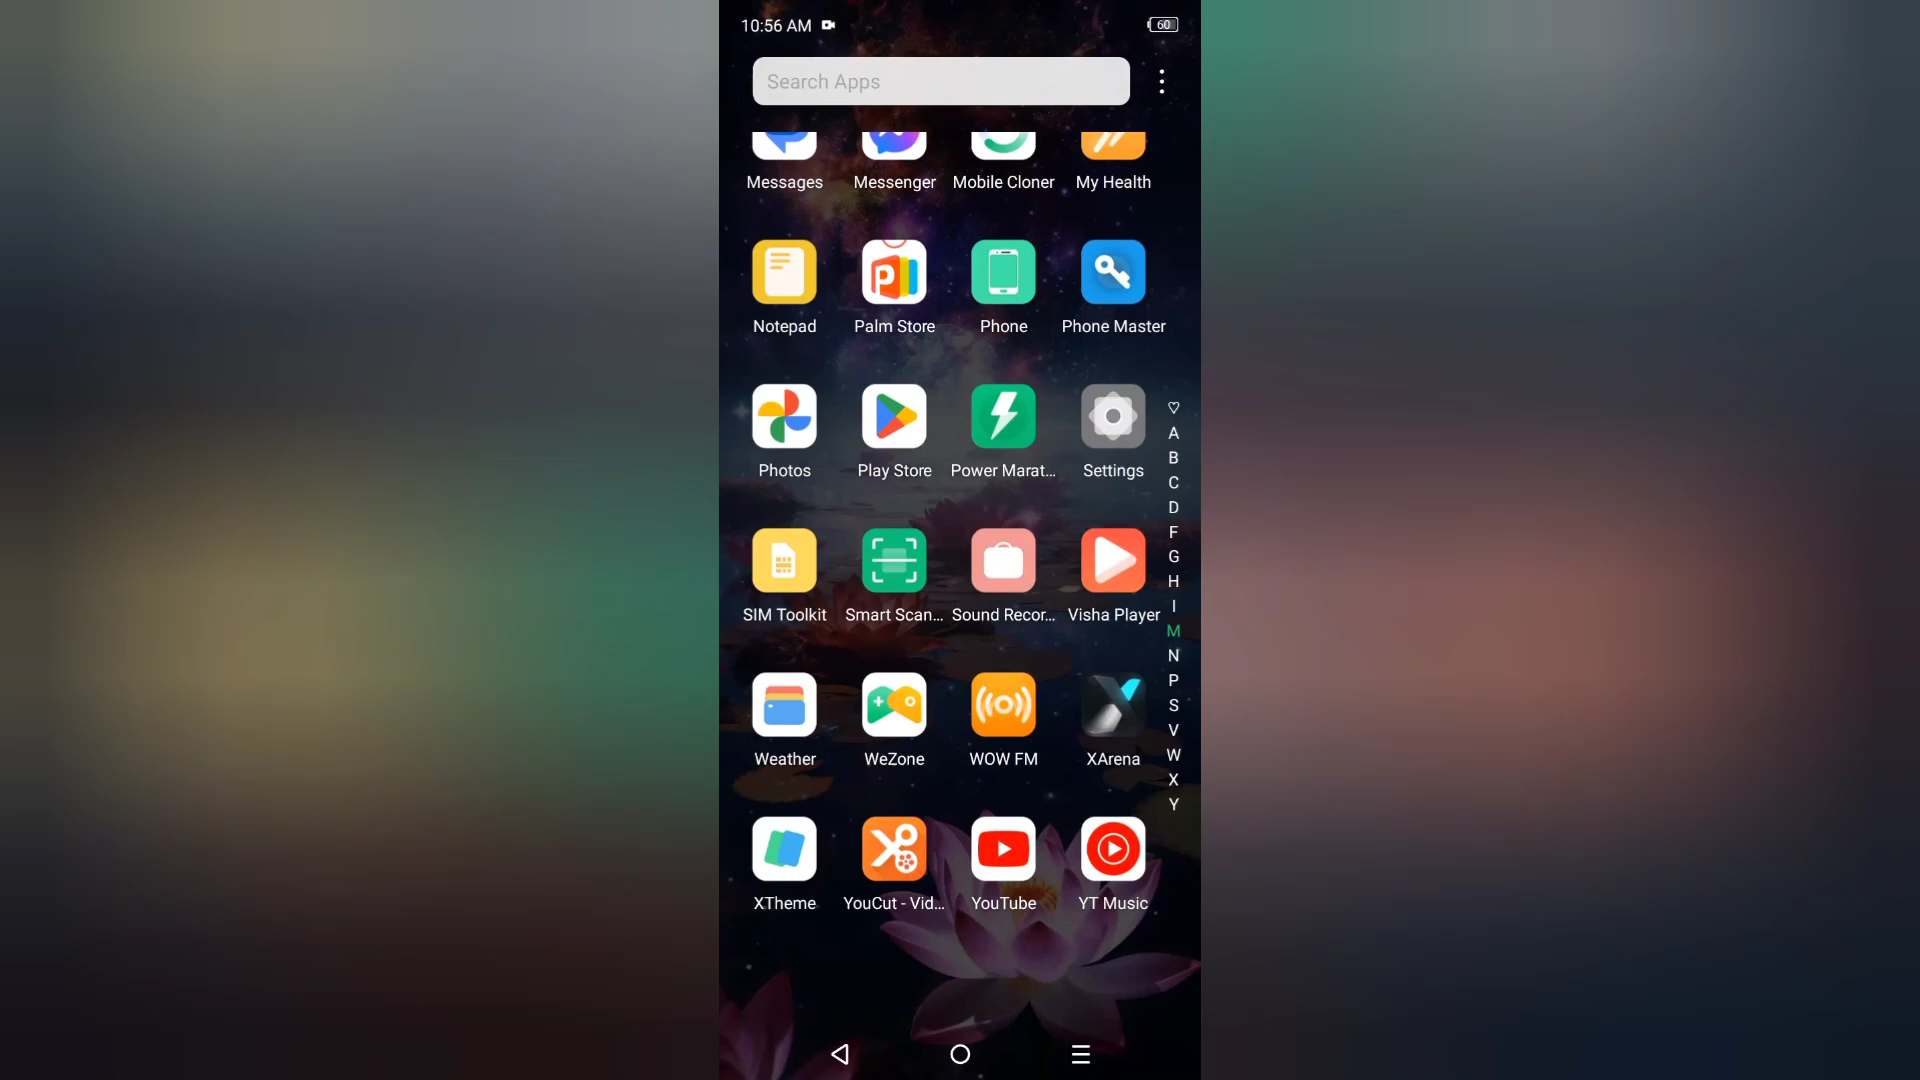 10:56 AM
60
Search Apps
Messages Messenger Mobile Cloner My Health
Notepad Palm Store Phone Phone Master
Photos Play Store Power Marat... Settings
SIM Toolkit Smart Scan... Sound Recor... Visha Player
Weather WeZone WOW FM XArena
XTheme YouCut - Vid... YouTube YT Music
A
B
C
D
F
G
H
I
M
N
P
S
V
W
X
Y